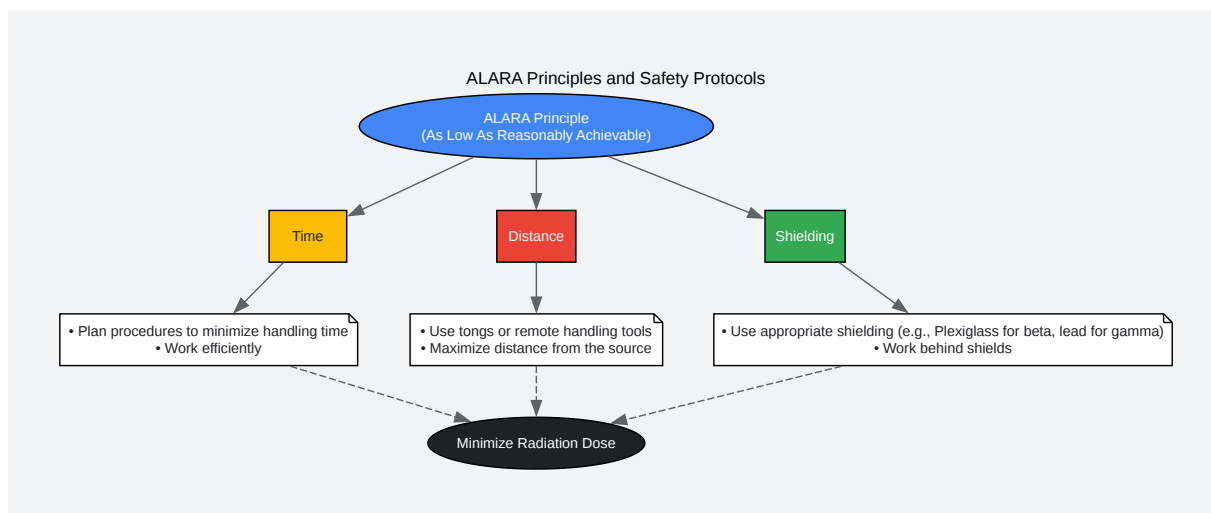 ALARA Principles and Safety Protocols
ALARA Principle
(As Low As Reasonably Achievable)
Time
Distance
Shielding
• Plan procedures to minimize handling time
• Work efficiently
• Use tongs or remote handling tools
• Maximize distance from the source
• Use appropriate shielding (e.g., Plexiglass for beta, lead for gamma)
• Work behind shields
Minimize Radiation Dose